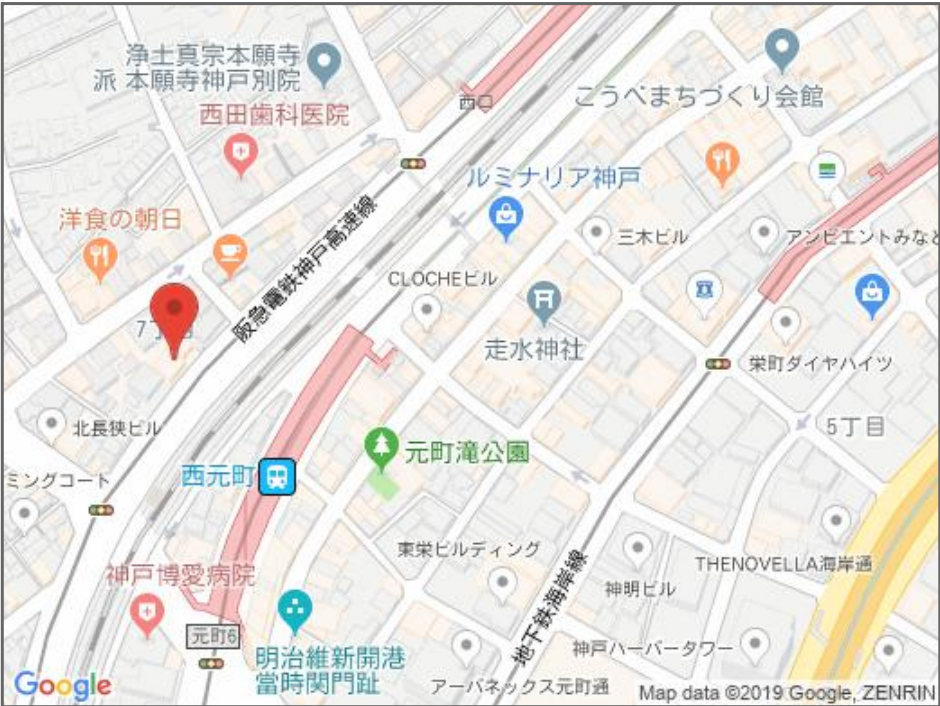 浄土真宗本願寺
派 本願寺神戸別院
西口
こうべまちづくり会館
西田歯科医院
ルミナリア神戸
洋食の朝日
三木ビル
アンビエントみなと
阪急電鉄神戸高速線
CLOCHEビル
走水神社
栄町ダイヤハイツ
北長狭ビル
5丁目
元町滝公園
西元町
ミングコート
東栄ビルディング
THENOVELLA海岸通
神戸博愛病院
神明ビル
地下鉄海岸線
元町6
明治維新開港
當時関門趾
神戸ハーバータワー
アーバネックス元町通
Google
Map data ©2019 Google, ZENRIN